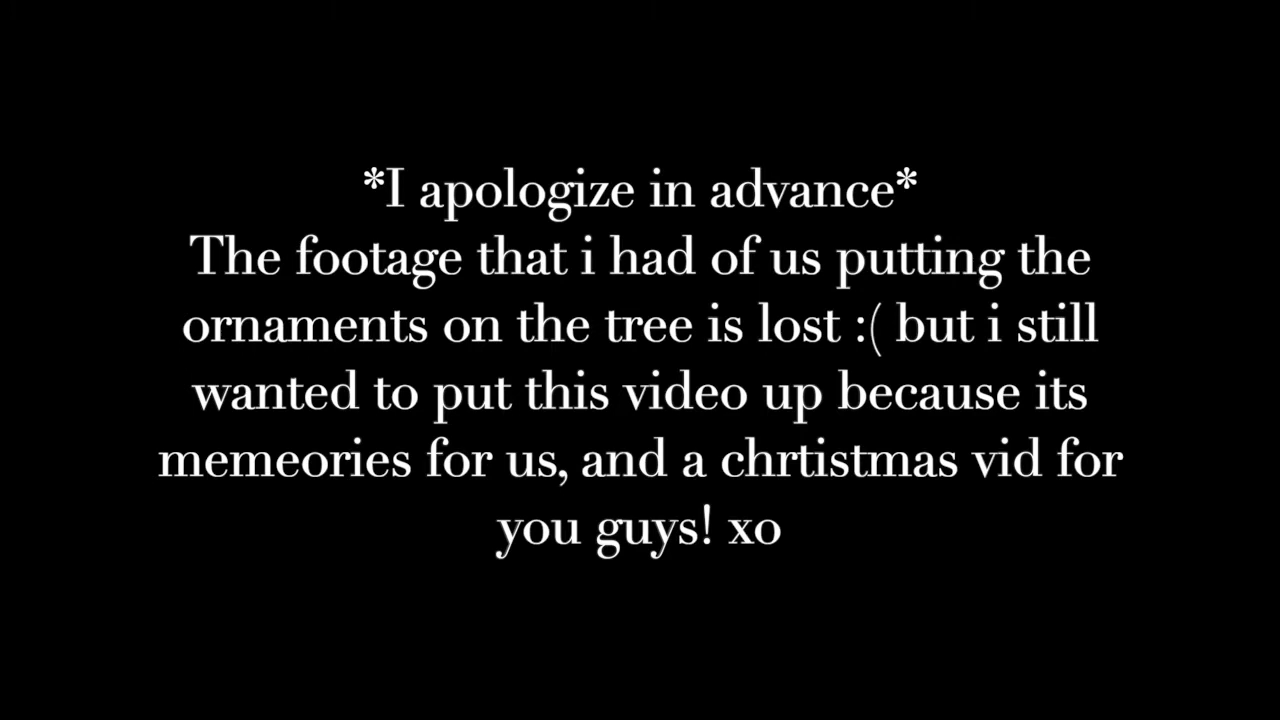 *I apologize in advance*
The footage that i had of us putting the
ornaments on the tree is lost :( but i still
wanted to put this video up because its
memeories for us, and a chrtistmas vid for
you guys! xo